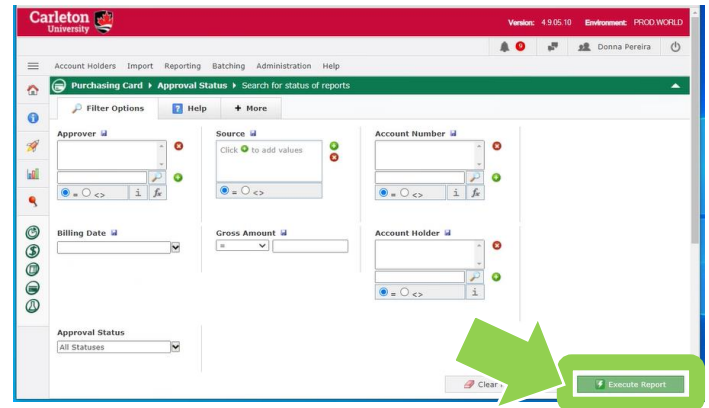 Carleton
University
Version: 4.9.05.10 Environment: PROD.WORLD
9 Donna Pereira
Account Holders Import Reporting Batching Administration Help
Purchasing Card Approval Status Search for status of reports
Filter Options ? Help + More
Approver Source Account Number
Click to add values
= <> i fx = <> = <> i fx
Billing Date Gross Amount Account Holder
=
= <> i
Approval Status
All Statuses
Clear Execute Report